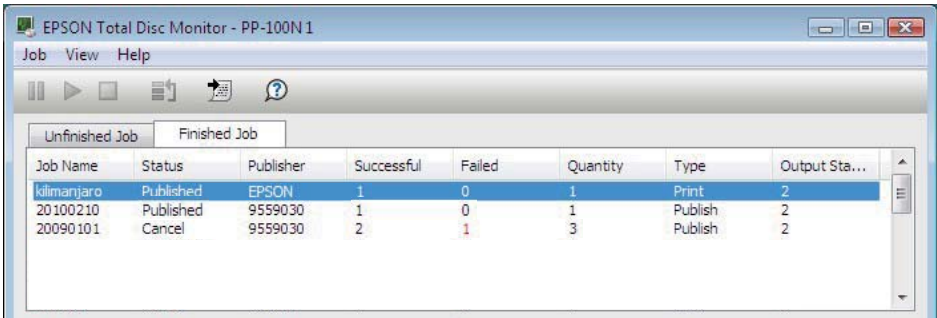 EPSON Total Disc Monitor - PP-100N 1
Job View Help
Unfinished Job Finished Job
Job Name Status Publisher Successful Failed Quantity Type Output Sta...
kilimanjaro Published EPSON 1 0 1 Print 2
20100210 Published 9559030 1 0 1 Publish 2
20090101 Cancel 9559030 2 1 3 Publish 2